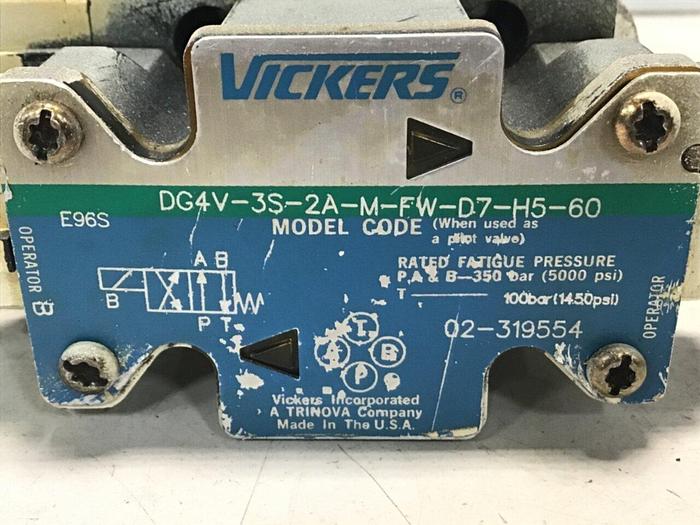 VICKERS®
DG4V-3S-2A-M-FW-D7-H5-60
E96S
MODEL CODE (When used as
a pilot valve)
RATED FATIGUE PRESSURE
P,A & B-350 bar (5000 psi)
T 100bar (1450psi)
OPERATOR B
A B
B
P T
02-319554
OPERATOR
T
A B
P
Vickers Incorporated
A TRINOVA Company
Made In The U.S.A.